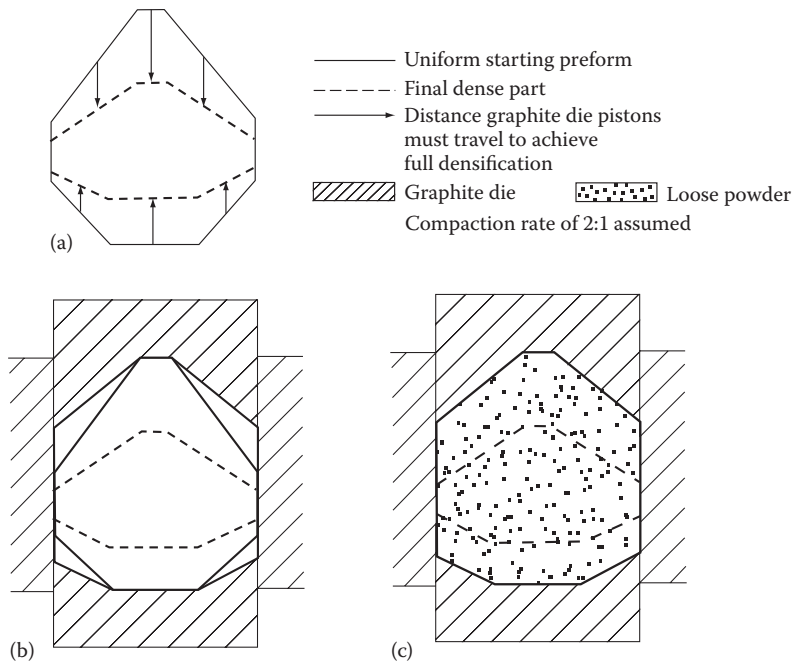 Uniform starting preform
Final dense part
Distance graphite die pistons
must travel to achieve
full densification
Graphite die
Loose powder
Compaction rate of 2:1 assumed
(a)
(b)
(c)